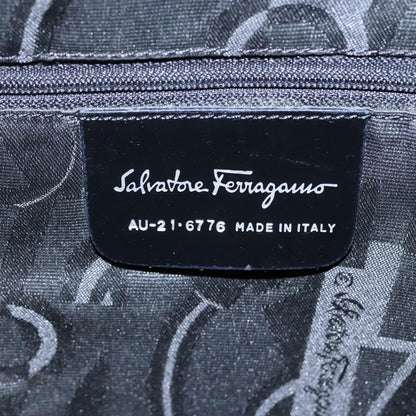 Salvatore Ferragamo
AU-21·6776 MADE IN ITALY